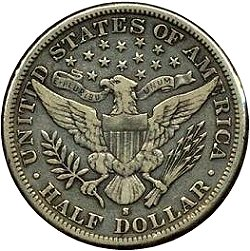 UNITED STATES OF AMERICA
S
HALF DOLLAR